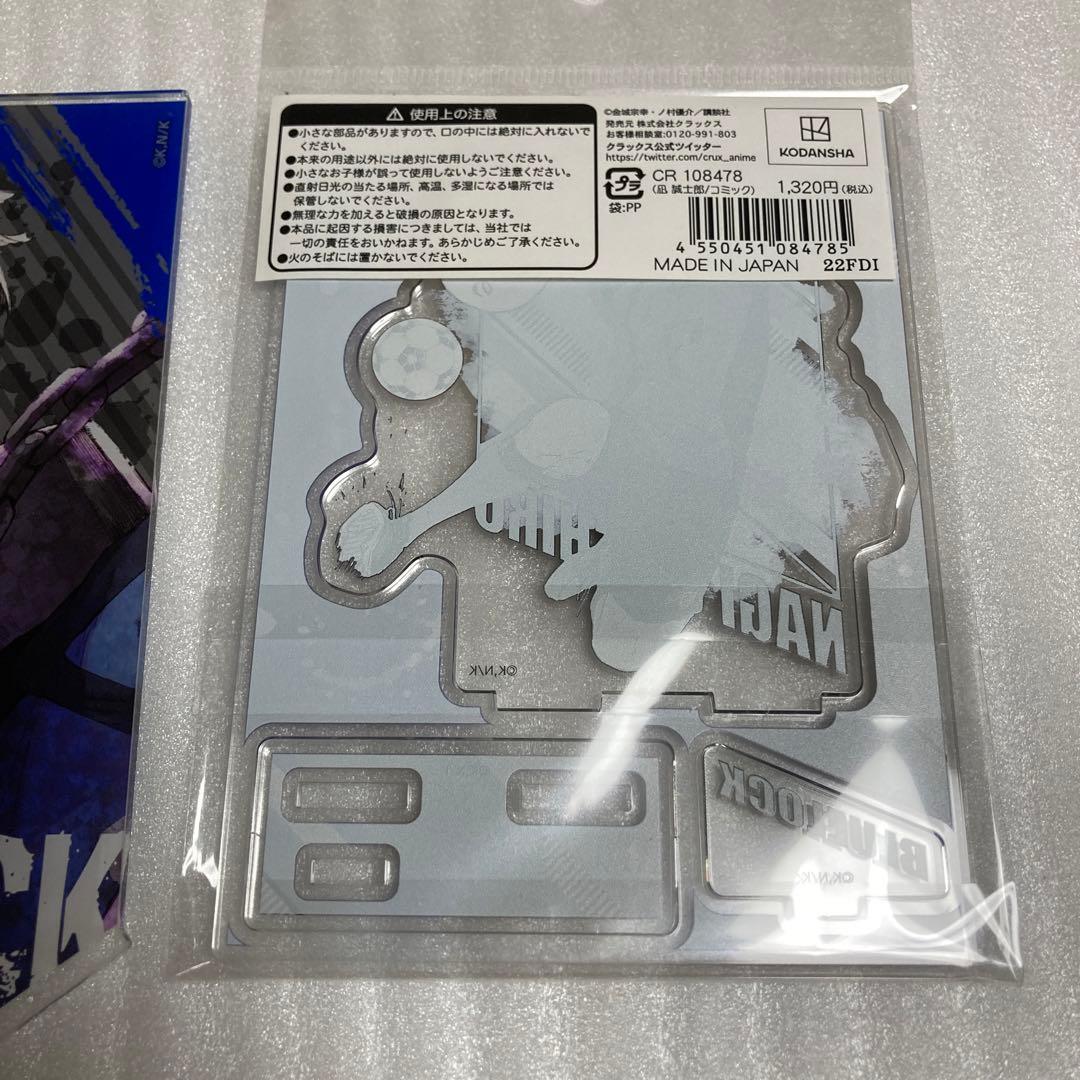 ©K.N/K
CK
⚠ 使用上の注意
●小さな部品がありますので、口の中には絶対に入れないで
ください。
●本来の用途以外には絶対に使用しないでください。
●小さなお子様が誤って使用しないようご注意ください。
●直射日光の当たる場所、高温、多湿になる場所では
保管しないでください。
●無理な力を加えると破損の原因となります。
●本品に起因する損害につきましては、当社では
一切の責任をおいかねます。あらかじめご了承ください。
●火のそばには置かないでください。
©金城宗幸・ノ村優介/講談社
発売元 株式会社クラックス
お客様相談室:0120-991-803
クラックス公式ツイッター
https://twitter.com/crux_anime
KODANSHA
プラ
袋:PP
CR 108478
(凪 誠士郎/コミック)
1,320円(税込)
4 550451 084785
MADE IN JAPAN 22FDI
NAGI
©K,N/K
BLUELOCK
©K,N/K